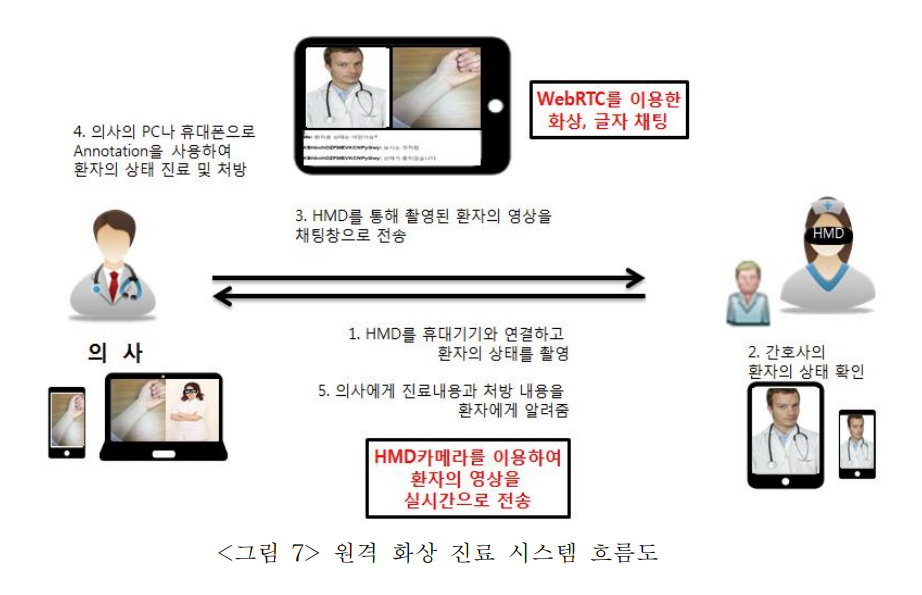 WebRTC를 이용한
화상, 글자 채팅
4. 의사의 PC나 휴대폰으로
Annotation을 사용하여
환자의 상태 진료 및 처방
3. HMD를 통해 촬영된 환자의 영상을
채팅창으로 전송
HMD
1. HMD를 휴대기기와 연결하고
환자의 상태를 촬영
의 사
2. 간호사의
환자의 상태 확인
5. 의사에게 진료내용과 처방 내용을
환자에게 알려줌
HMD카메라를 이용하여
환자의 영상을
실시간으로 전송
<그림 7> 원격 화상 진료 시스템 흐름도